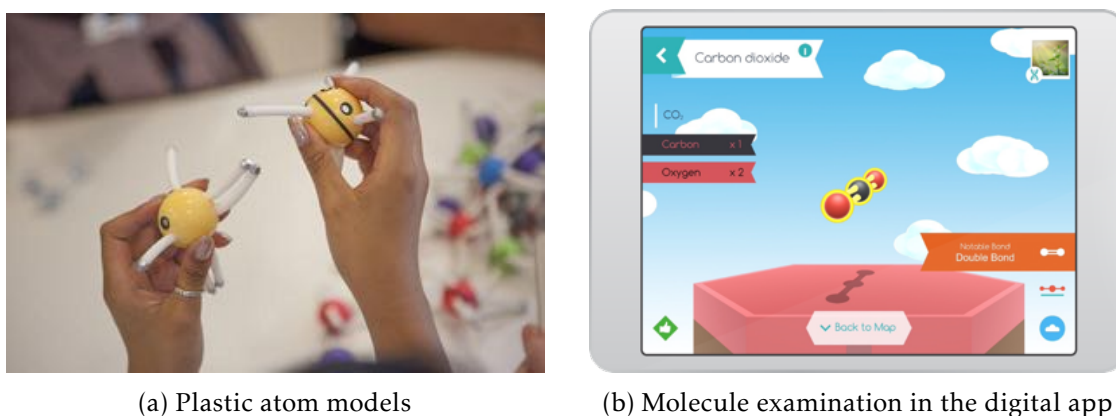 Carbon dioxide i
CO₂
Carbon x 1
Oxygen x 2
Notable Bond
Double Bond
Back to Map
(a) Plastic atom models
(b) Molecule examination in the digital app